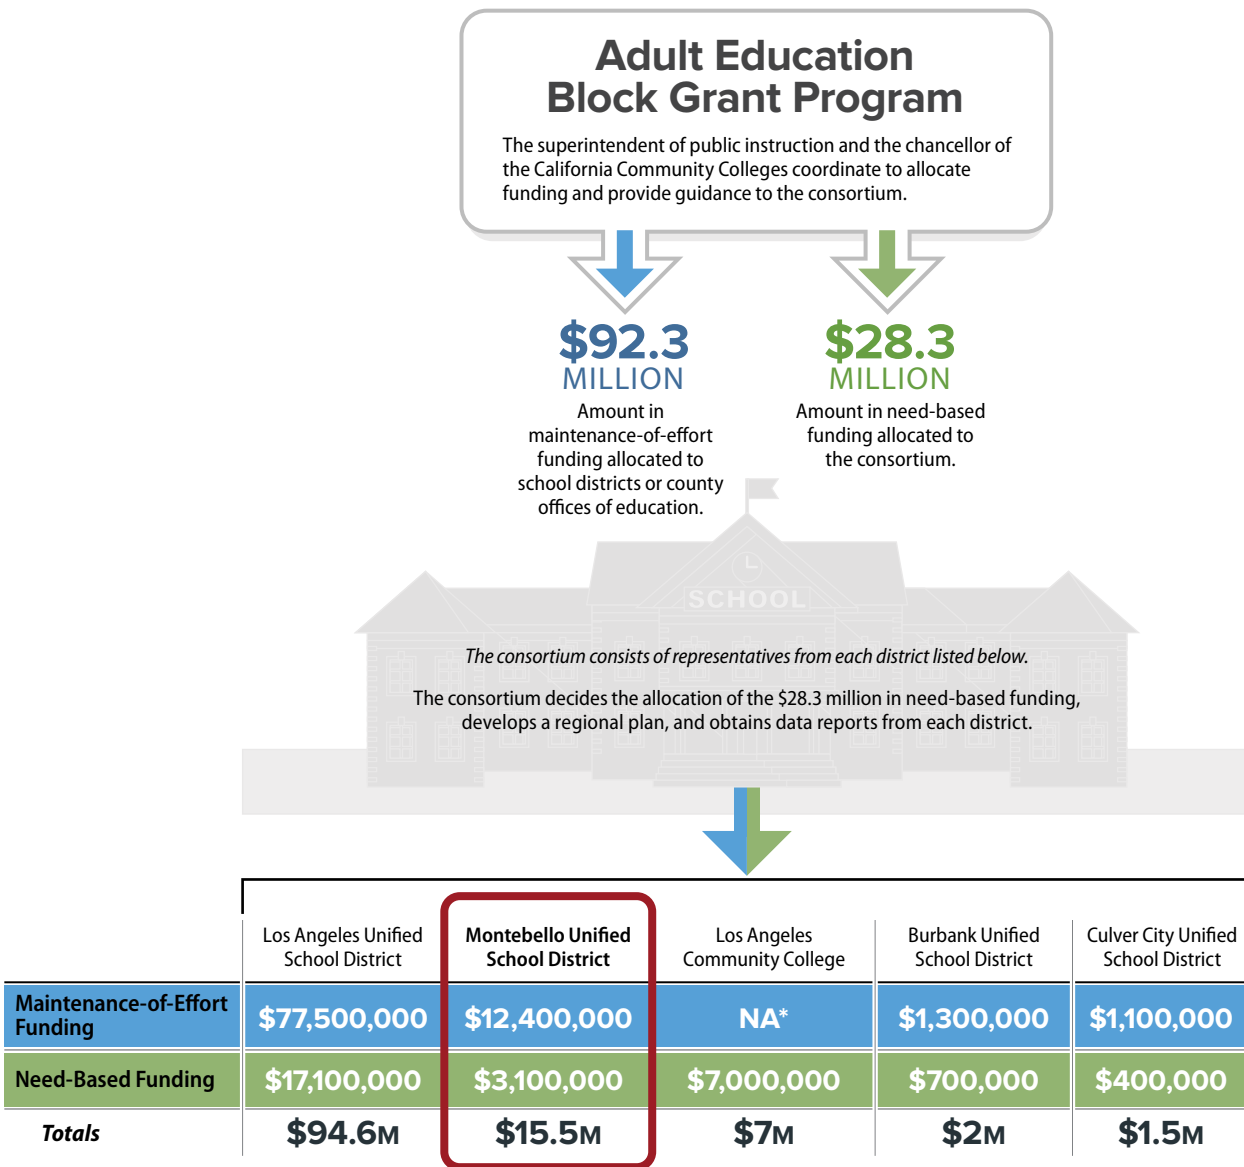 Adult Education
Block Grant Program
The superintendent of public instruction and the chancellor of
the California Community Colleges coordinate to allocate
funding and provide guidance to the consortium.
$92.3
MILLION
Amount in
maintenance-of-effort
funding allocated to
school districts or county
offices of education.
$28.3
MILLION
Amount in need-based
funding allocated to
the consortium.
SCHOOL
The consortium consists of representatives from each district listed below.
The consortium decides the allocation of the $28.3 million in need-based funding,
develops a regional plan, and obtains data reports from each district.
Los Angeles Unified School District Montebello Unified School District Los Angeles Community College Burbank Unified School District Culver City Unified School District
Maintenance-of-Effort Funding $77,500,000 $12,400,000 NA* $1,300,000 $1,100,000
Need-Based Funding $17,100,000 $3,100,000 $7,000,000 $700,000 $400,000
Totals $94.6M $15.5M $7M $2M $1.5M